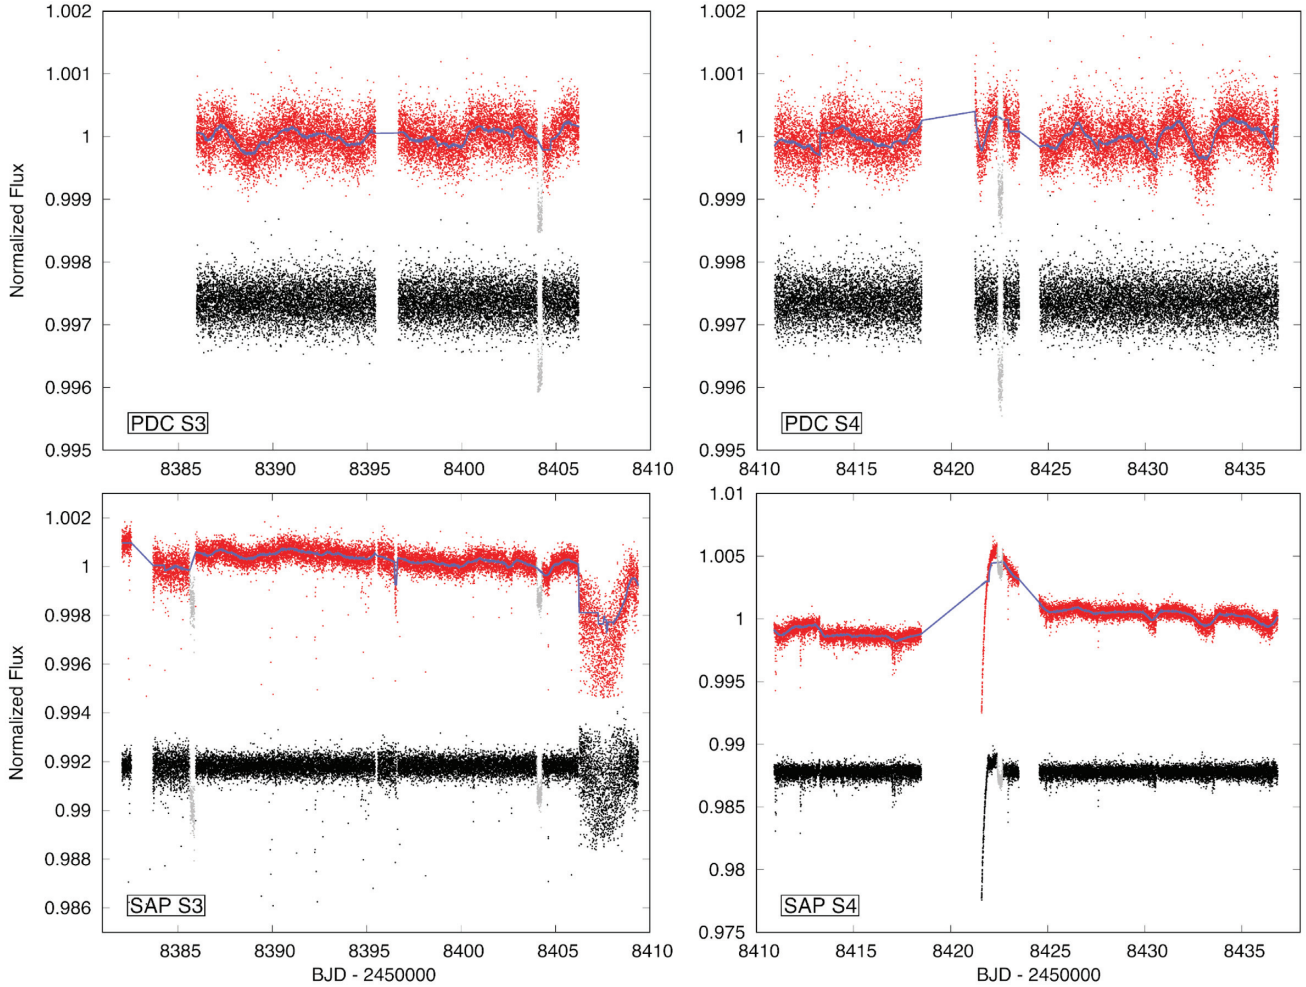 1.002
1.001
1
0.999
0.998
0.997
0.996
0.995
Normalized Flux
PDC S3
8385 8390 8395 8400 8405 8410
1.002
1.001
1
0.999
0.998
0.997
0.996
0.995
PDC S4
8410 8415 8420 8425 8430 8435
1.002
1
0.998
0.996
0.994
0.992
0.99
0.988
0.986
Normalized Flux
SAP S3
8385 8390 8395 8400 8405 8410
BJD - 2450000
1.01
1.005
1
0.995
0.99
0.985
0.98
0.975
SAP S4
8410 8415 8420 8425 8430 8435
BJD - 2450000